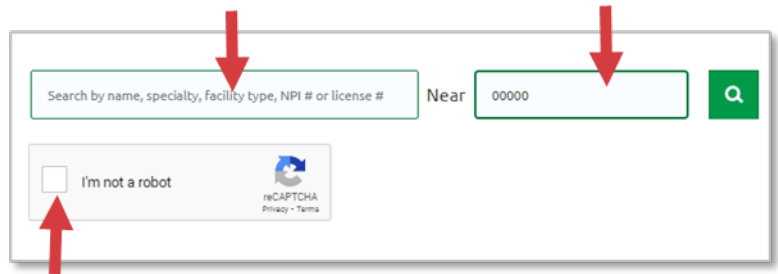 Search by name, specialty, facility type, NPI # or license #
Near
00000
I'm not a robot
reCAPTCHA
Privacy - Terms